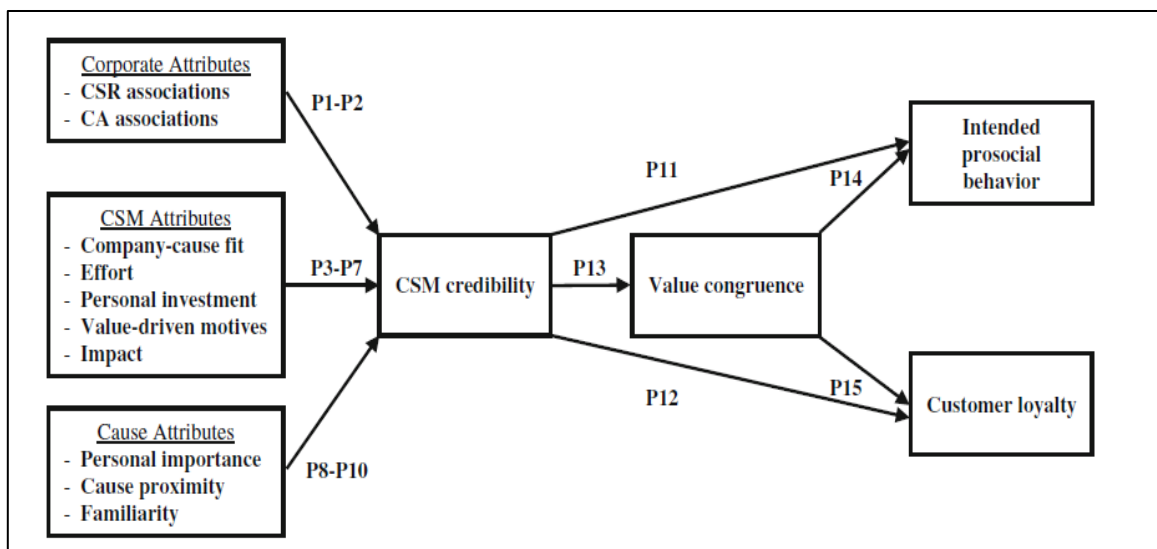 Corporate Attributes
- CSR associations
- CA associations
P1-P2
CSM Attributes
- Company-cause fit
- Effort
- Personal investment
- Value-driven motives
- Impact
P3-P7
Cause Attributes
- Personal importance
- Cause proximity
- Familiarity
P8-P10
CSM credibility
P11
P13
P12
Value congruence
P14
P15
Intended
prosocial
behavior
Customer loyalty